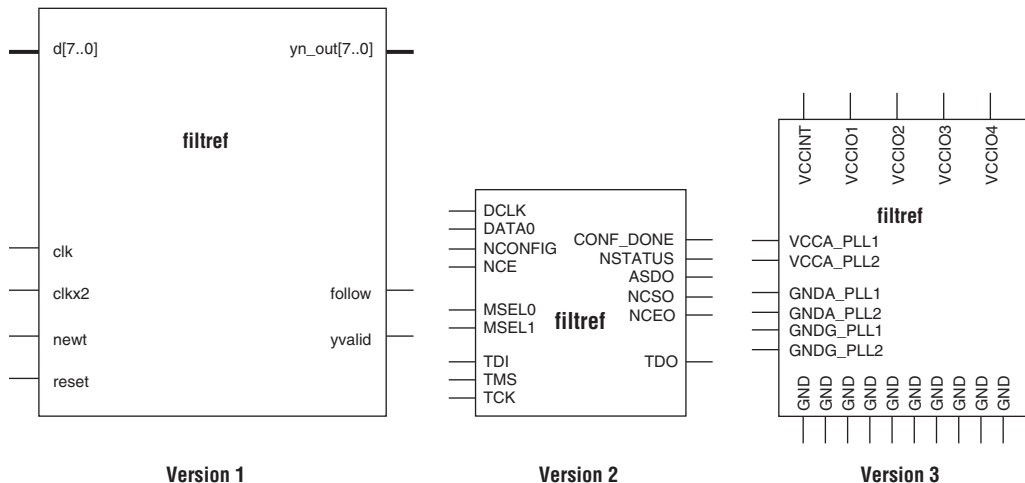 d[7..0]
yn_out[7..0]
filtref
clk
clkx2
follow
newt
yvalid
reset
Version 1
DCLK
DATA0
NCONFIG
NCE
CONF_DONE
NSTATUS
ASDO
NCSO
NCEO
MSEL0
MSEL1
filtref
TDI
TDO
TMS
TCK
Version 2
VCCINT
VCCIO1
VCCIO2
VCCIO3
VCCIO4
filtref
VCCA_PLL1
VCCA_PLL2
GNDA_PLL1
GNDA_PLL2
GNDG_PLL1
GNDG_PLL2
GND
GND
GND
GND
GND
GND
GND
GND
GND
GND
Version 3